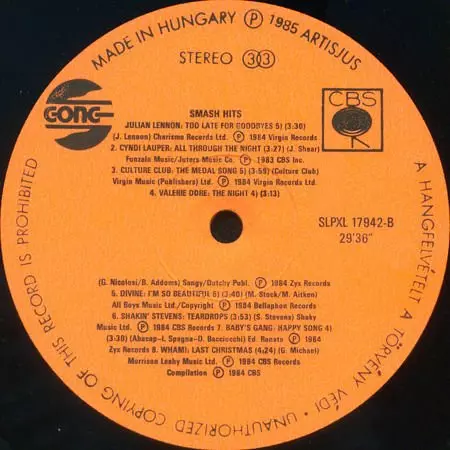 MADE IN HUNGARY Ⓟ 1985 ARTISJUS
STEREO 33
GONG
CBS
SMASH HITS
JULIAN LENNON: TOO LATE FOR GOODBYES 5) (3:30)
(J. Lennon) Charisma Records Ltd. Ⓟ 1984 Virgin Records
2. CYNDI LAUPER: ALL THROUGH THE NIGHT (3:27) (J. Shear)
Funzalo Music/Juters Music Co. Ⓟ 1983 CBS Inc.
3. CULTURE CLUB: THE MEDAL SONG 5) (3:59) (Culture Club)
Virgin Music (Publishers) Ltd. Ⓟ 1984 Virgin Records
4. VALERIE DORE: THE NIGHT 4) (3:13)
SLPXL 17942-B
29'36"
(G. Nicolosi/B. Addoms) Sangy/Dutchy Publ. Ⓟ 1984 Zyx Records
5. DIVINE: I'M SO BEAUTIFUL 6) (3:40) (M. Stock/M. Aitken)
All Boys Music Ltd./Copyright Ⓟ 1984 Bellaphon Records
6. SHAKIN' STEVENS: TEARDROPS (3:53) (S. Stevens) Shaky
Music Ltd. Ⓟ 1984 CBS Records 7. BABY'S GANG: HAPPY SONG 4)
(3:30) (Abacap-I. Spagna-O. Bacciocchi) Ed. Renata Ⓟ 1984
Zyx Records 8. WHAM!: LAST CHRISTMAS (4:24) (G. Michael)
Morrison Leahy Music Ltd. Ⓟ 1984 CBS Records
Compilation Ⓟ 1984 CBS
A HANGFELVÉTELT A TÖRVÉNY VÉDI · UNAUTHORIZED COPYING OF THIS RECORD IS PROHIBITED